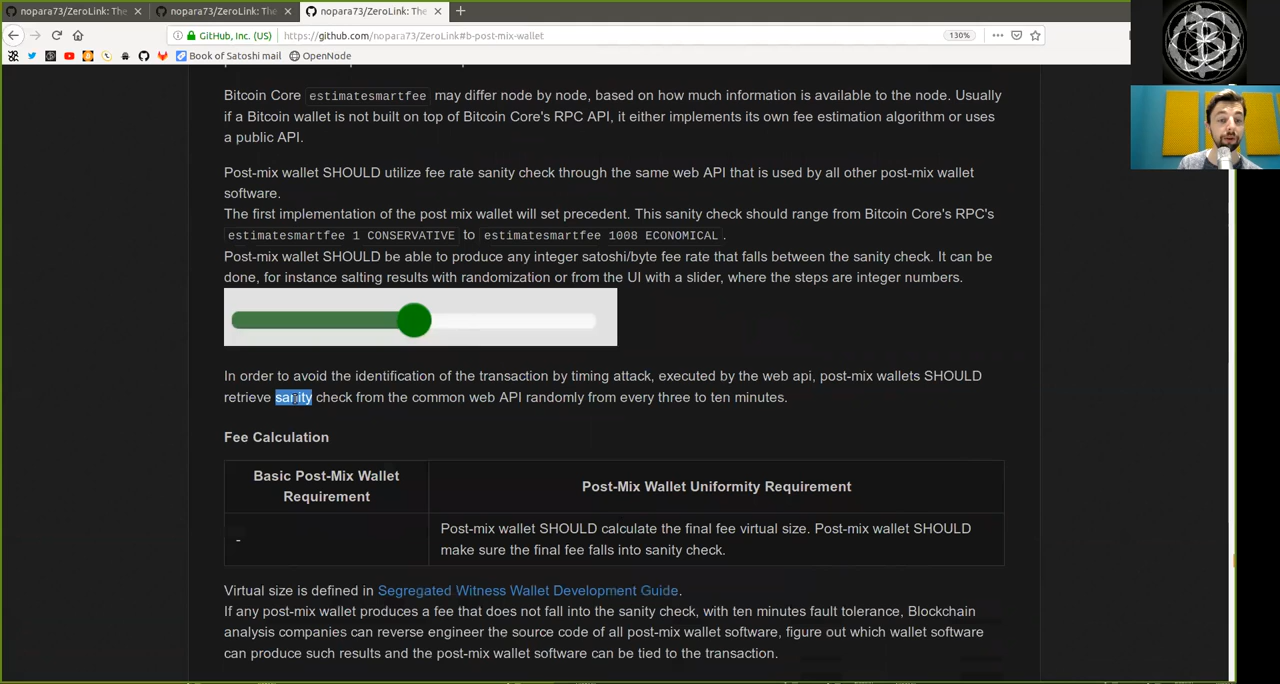 nopara73/ZeroLink: The
nopara73/ZeroLink: The
nopara73/ZeroLink: The
GitHub, Inc. (US)
https://github.com/nopara73/ZeroLink#b-post-mix-wallet
130%
Book of Satoshi mail
OpenNode
Bitcoin Core estimatesmartfee may differ node by node, based on how much information is available to the node. Usually
if a Bitcoin wallet is not built on top of Bitcoin Core's RPC API, it either implements its own fee estimation algorithm or uses
a public API.
Post-mix wallet SHOULD utilize fee rate sanity check through the same web API that is used by all other post-mix wallet
software.
The first implementation of the post mix wallet will set precedent. This sanity check should range from Bitcoin Core's RPC's
estimatesmartfee 1 CONSERVATIVE to estimatesmartfee 1008 ECONOMICAL.
Post-mix wallet SHOULD be able to produce any integer satoshi/byte fee rate that falls between the sanity check. It can be
done, for instance salting results with randomization or from the UI with a slider, where the steps are integer numbers.
In order to avoid the identification of the transaction by timing attack, executed by the web api, post-mix wallets SHOULD
retrieve sanity check from the common web API randomly from every three to ten minutes.
Fee Calculation
Basic Post-Mix Wallet
Requirement
Post-Mix Wallet Uniformity Requirement
-
Post-mix wallet SHOULD calculate the final fee virtual size. Post-mix wallet SHOULD
make sure the final fee falls into sanity check.
Virtual size is defined in Segregated Witness Wallet Development Guide.
If any post-mix wallet produces a fee that does not fall into the sanity check, with ten minutes fault tolerance, Blockchain
analysis companies can reverse engineer the source code of all post-mix wallet software, figure out which wallet software
can produce such results and the post-mix wallet software can be tied to the transaction.